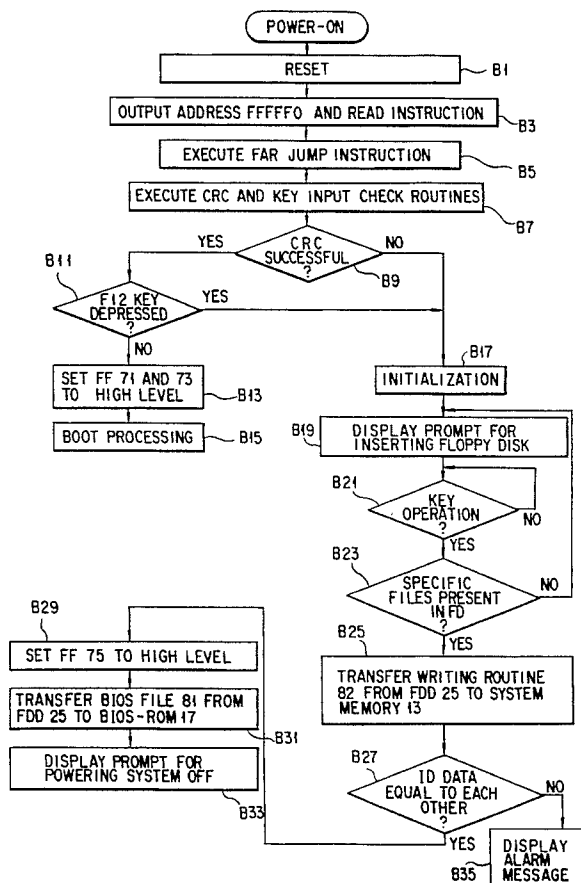 POWER-ON
RESET
B1
OUTPUT ADDRESS FFFFF0 AND READ INSTRUCTION
B3
EXECUTE FAR JUMP INSTRUCTION
B5
EXECUTE CRC AND KEY INPUT CHECK ROUTINES
B7
YES
CRC
SUCCESSFUL
?
NO
B9
B11
F12 KEY
DEPRESSED
?
YES
NO
SET FF 71 AND 73
TO HIGH LEVEL
B13
BOOT PROCESSING
B15
B17
INITIALIZATION
B19
DISPLAY PROMPT FOR
INSERTING FLOPPY DISK
B21
KEY
OPERATION
?
NO
YES
B23
SPECIFIC
FILES PRESENT
IN FD
?
NO
YES
B25
TRANSFER WRITING ROUTINE
82 FROM FDD 25 TO SYSTEM
MEMORY 13
B27
ID DATA
EQUAL TO EACH
OTHER
?
NO
YES
B29
SET FF 75 TO HIGH LEVEL
TRANSFER BIOS FILE 81 FROM
FDD 25 TO BIOS-ROM 17
B31
DISPLAY PROMPT FOR
POWERING SYSTEM OFF
B33
DISPLAY
ALARM
MESSAGE
B35